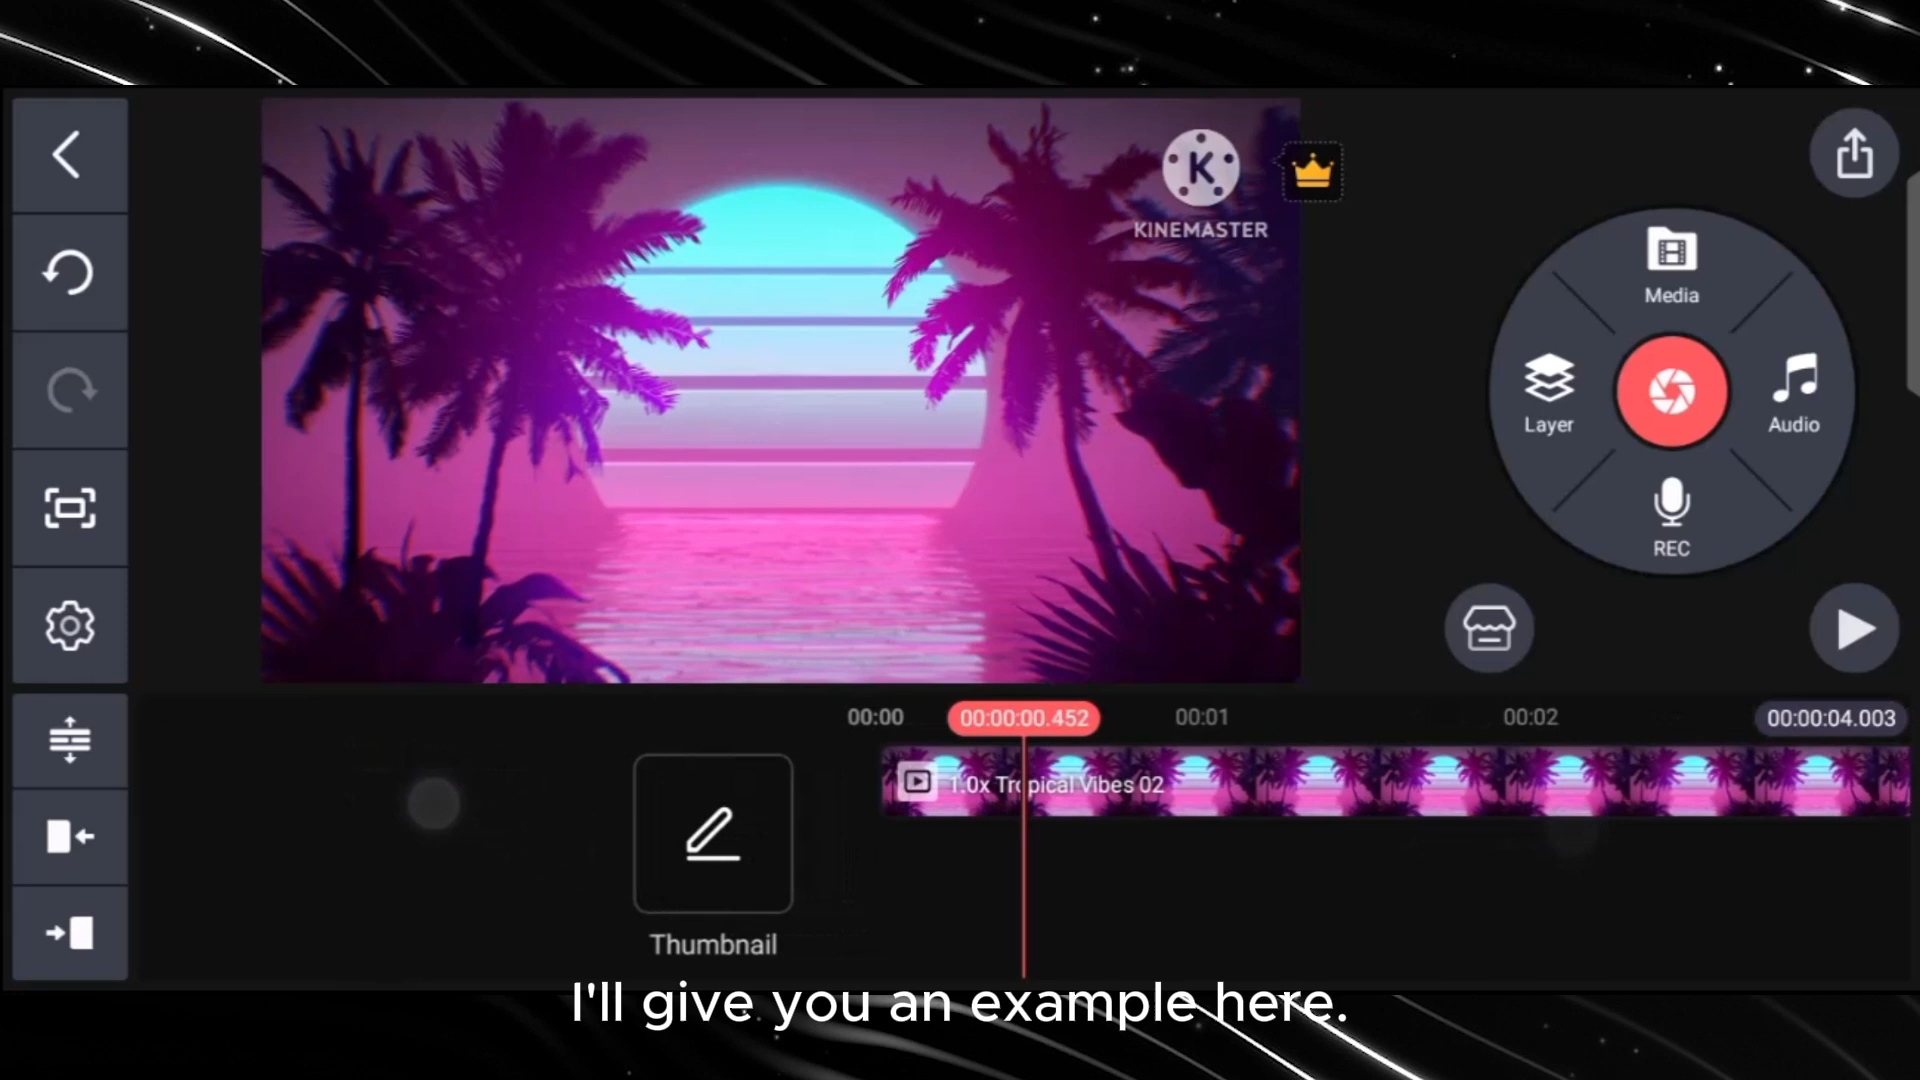 K
KINEMASTER
Media
Layer
Audio
REC
00:00
00:00:00.452
00:01
00:02
00:00:04.003
1.0x Tropical Vibes 02
Thumbnail
I'll give you an example here.